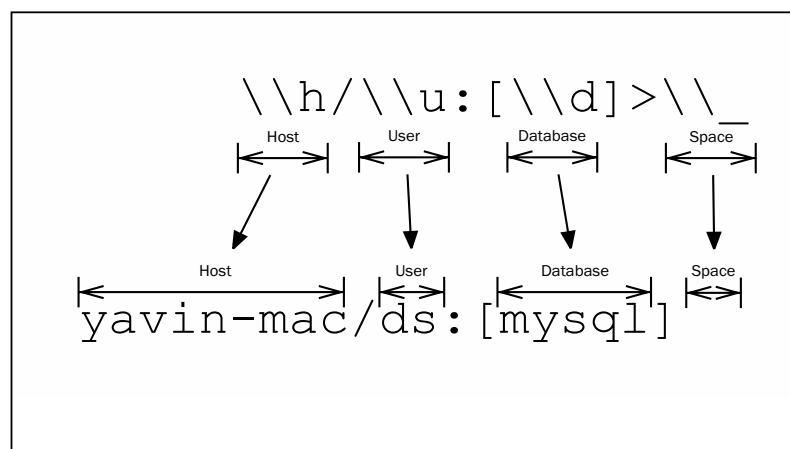 \\h/\\u:[\\d]>\\_
Host User Database Space
Host User Database Space
yavin-mac/ds:[mysql]